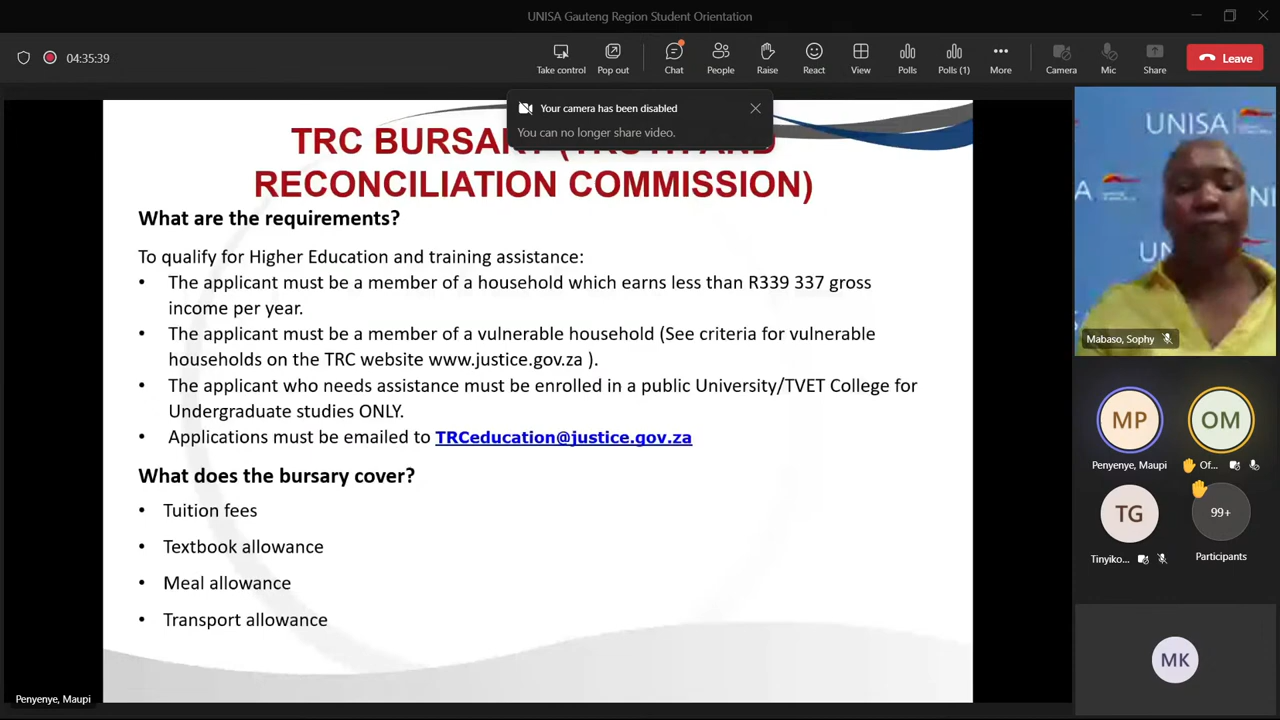 UNISA Gauteng Region Student Orientation
04:35:39
Take control
Pop out
Chat
People
Raise
React
View
Polls
Polls (1)
More
Camera
Mic
Share
Leave
Your camera has been disabled
You can no longer share video.
TRC BURSARY (TRUTH AND
RECONCILIATION COMMISSION)
What are the requirements?
To qualify for Higher Education and training assistance:
• The applicant must be a member of a household which earns less than R339 337 gross
income per year.
• The applicant must be a member of a vulnerable household (See criteria for vulnerable
households on the TRC website www.justice.gov.za ).
• The applicant who needs assistance must be enrolled in a public University/TVET College for
Undergraduate studies ONLY.
• Applications must be emailed to TRCeducation@justice.gov.za
What does the bursary cover?
• Tuition fees
• Textbook allowance
• Meal allowance
• Transport allowance
Penyenye, Maupi
UNISA
Mabaso, Sophy
MP
OM
Penyenye, Maupi
Of...
TG
99+
Tinyiko...
Participants
MK